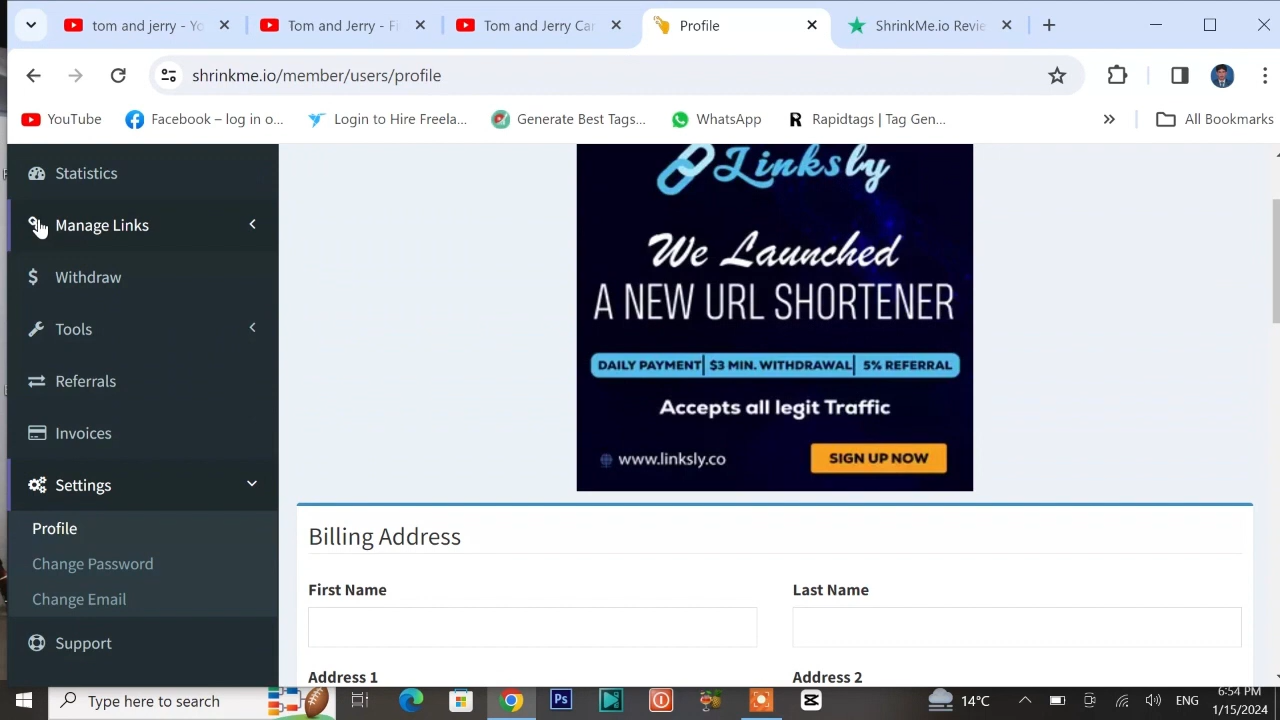 tom and jerry - Yo
Tom and Jerry - Fi
Tom and Jerry Car
Profile
ShrinkMe.io Revie
shrinkme.io/member/users/profile
YouTube
Facebook – log in o...
Login to Hire Freela...
Generate Best Tags...
WhatsApp
R Rapidtags | Tag Gen...
All Bookmarks
Statistics
Manage Links
Withdraw
Tools
Referrals
Invoices
Settings
Profile
Change Password
Change Email
Support
Linksly
We Launched
A NEW URL SHORTENER
DAILY PAYMENT| $3 MIN. WITHDRAWAL| 5% REFERRAL
Accepts all legit Traffic
www.linksly.co
SIGN UP NOW
Billing Address
First Name
Last Name
Address 1
Address 2
Type here to search
Ps
14°C
ENG
6:54 PM
1/15/2024